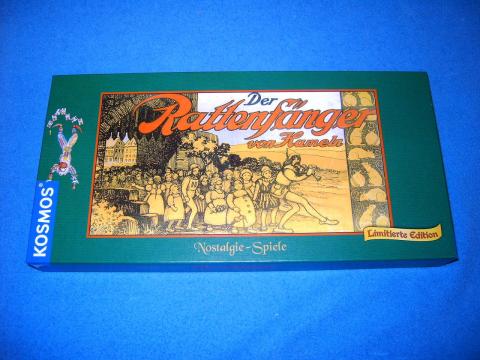 Der
Rattenfänger
von Hameln
KOSMOS
Nostalgie-Spiele
Limitierte Edition